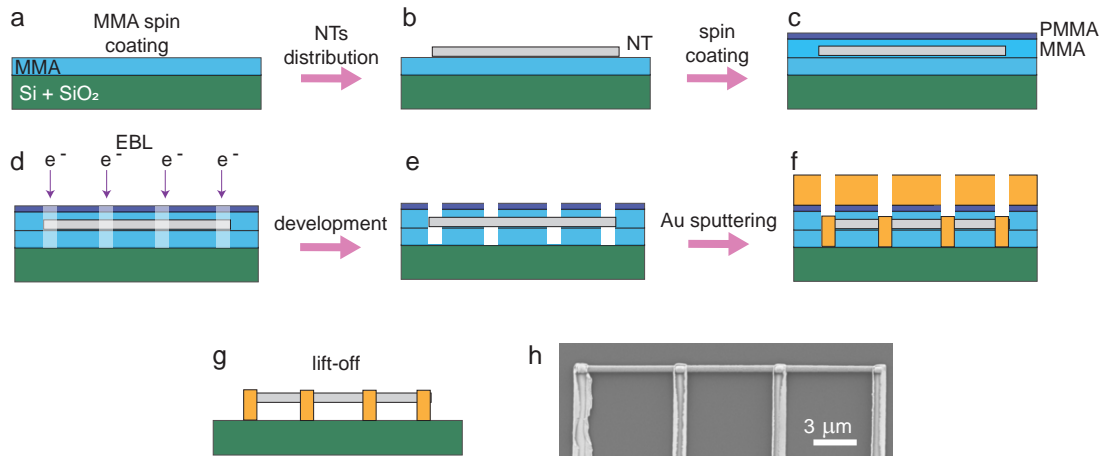 a
MMA spin
coating
MMA
Si + SiO₂
NTs
distribution
b
NT
spin
coating
c
PMMA
MMA
d
EBL
e⁻ e⁻ e⁻ e⁻
development
e
Au sputtering
f
g
lift-off
h
3 μm